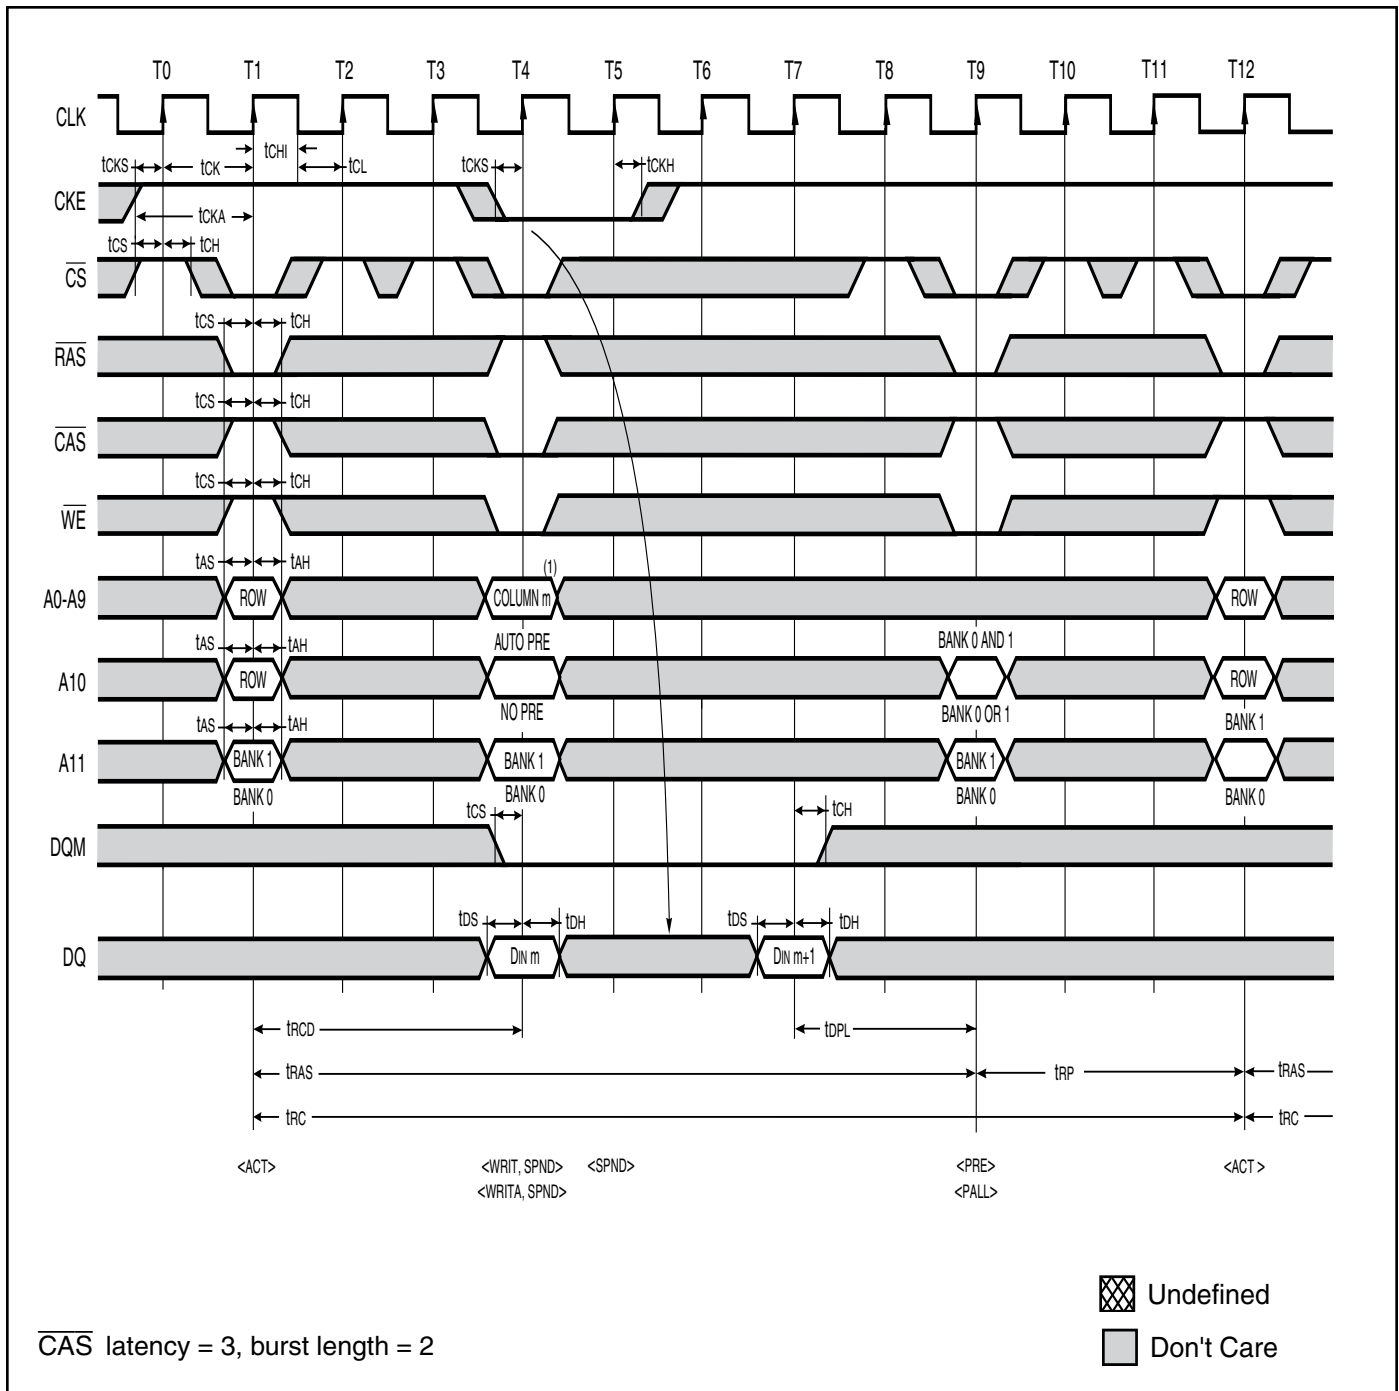 T0 T1 T2 T3 T4 T5 T6 T7 T8 T9 T10 T11 T12
CLK
tCHI
tCKS tCK tCL tCKS tCKH
CKE
tCKA
tCS tCH
CS
tCS tCH
RAS
tCS tCH
CAS
tCS tCH
WE
tAS tAH (1)
A0-A9 ROW COLUMN m ROW
tAS tAH AUTO PRE BANK 0 AND 1
A10 ROW ROW
NO PRE BANK 0 OR 1 BANK 1
tAS tAH
A11 BANK 1 BANK 1 BANK 1
BANK 0 BANK 0 BANK 0 BANK 0
tCS tCH
DQM
tDS tDH tDS tDH
DQ DIN m DIN m+1
tRCD tDPL
tRAS tRP tRAS
tRC tRC
<ACT> <WRIT, SPND> <SPND> <PRE> <ACT >
<WRITA, SPND> <PALL>
Undefined
CAS latency = 3, burst length = 2 Don't Care